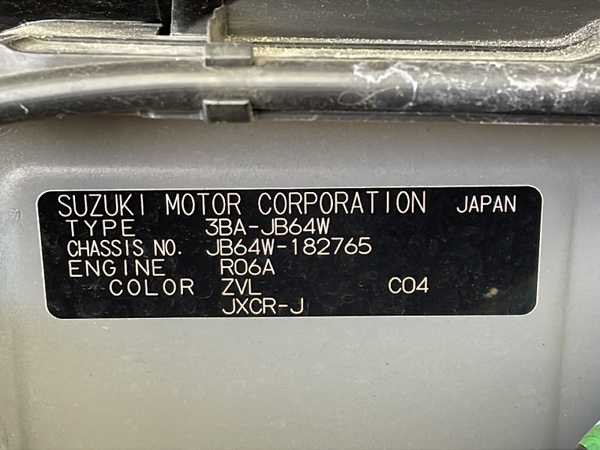 SUZUKI MOTOR CORPORATION JAPAN
TYPE 3BA-JB64W
CHASSIS NO. JB64W-182765
ENGINE R06A
COLOR ZVL C04
JXCR-J